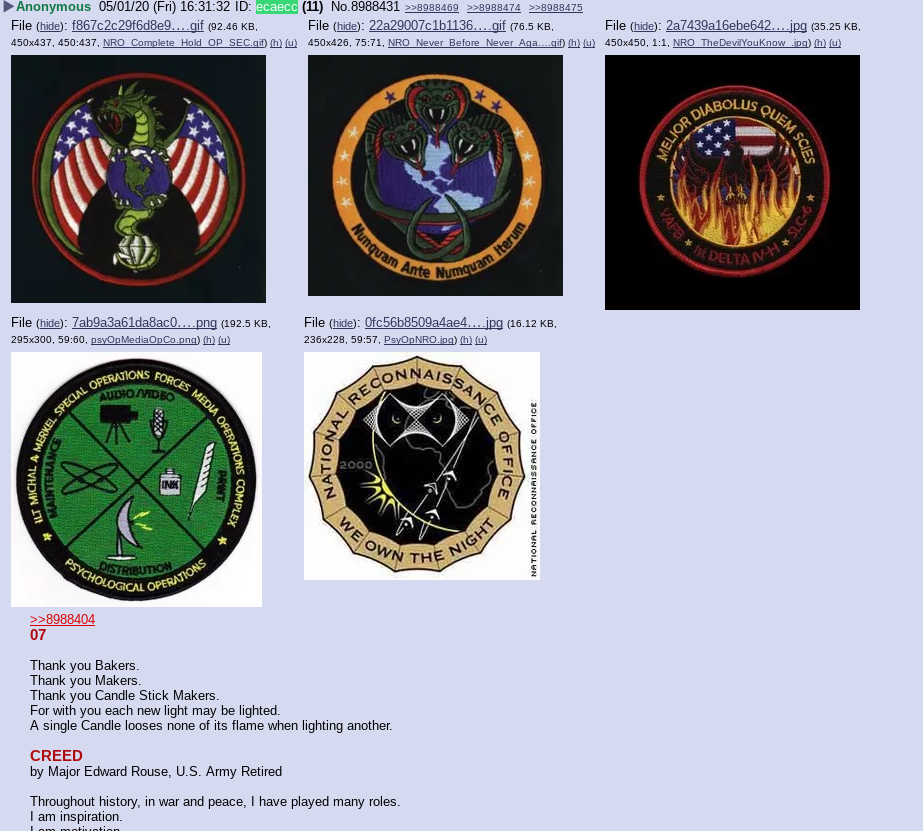 Anonymous 05/01/20 (Fri) 16:31:32 ID: ecaecc (11) No.8988431 >>8988469 >>8988474 >>8988475
File (hide): f867c2c29f6d8e9….gif (92.46 KB, 450x437, 450:437, NRO_Complete_Hold_OP_SEC.gif) (h) (u)
File (hide): 22a29007c1b1136….gif (76.5 KB, 450x426, 75:71, NRO_Never_Before_Never_Aga….gif) (h) (u)
File (hide): 2a7439a16ebe642….jpg (35.25 KB, 450x450, 1:1, NRO_TheDevilYouKnow_.jpg) (h) (u)
Nunquam Ante Numquam Iterum
MELIOR DIABOLUS QUEM SCIES
VAFB ★ 1st DELTA IV-H ★ SLC-6
File (hide): 7ab9a3a61da8ac0….png (192.5 KB, 295x300, 59:60, psyOpMediaOpCo.png) (h) (u)
File (hide): 0fc56b8509a4ae4….jpg (16.12 KB, 236x228, 59:57, PsyOpNRO.jpg) (h) (u)
1LT MICHAL A MERKEL SPECIAL OPERATIONS FORCES MEDIA OPERATIONS COMPLEX
AUDIO/VIDEO
MAINTENANCE
INK
PRINT
DISTRIBUTION
PSYCHOLOGICAL OPERATIONS
NATIONAL RECONNAISSANCE OFFICE
2000
WE OWN THE NIGHT
NATIONAL RECONNAISSANCE OFFICE
>>8988404
07
Thank you Bakers.
Thank you Makers.
Thank you Candle Stick Makers.
For with you each new light may be lighted.
A single Candle looses none of its flame when lighting another.
CREED
by Major Edward Rouse, U.S. Army Retired
Throughout history, in war and peace, I have played many roles.
I am inspiration.
I am motivation.